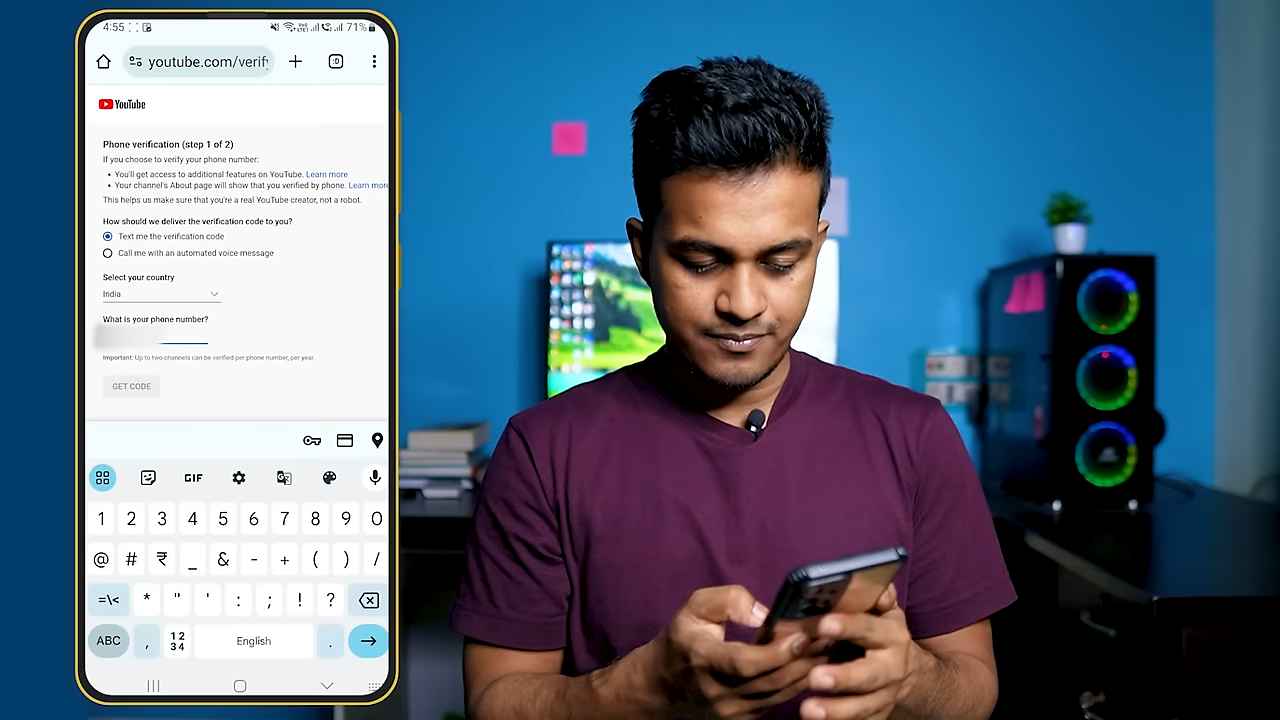 4:55
71%
youtube.com/verify
YouTube
Phone verification (step 1 of 2)
If you choose to verify your phone number:
• You'll get access to additional features on YouTube. Learn more
• Your channel's About page will show that you verified by phone. Learn more
This helps us make sure that you're a real YouTube creator, not a robot.
How should we deliver the verification code to you?
Text me the verification code
Call me with an automated voice message
Select your country
India
What is your phone number?
Important: Up to two channels can be verified per phone number, per year.
GET CODE
GIF
1 2 3 4 5 6 7 8 9 0
@ # ₹ _ & - + ( ) /
=\< * " ' : ; ! ?
ABC , 12 34 English .